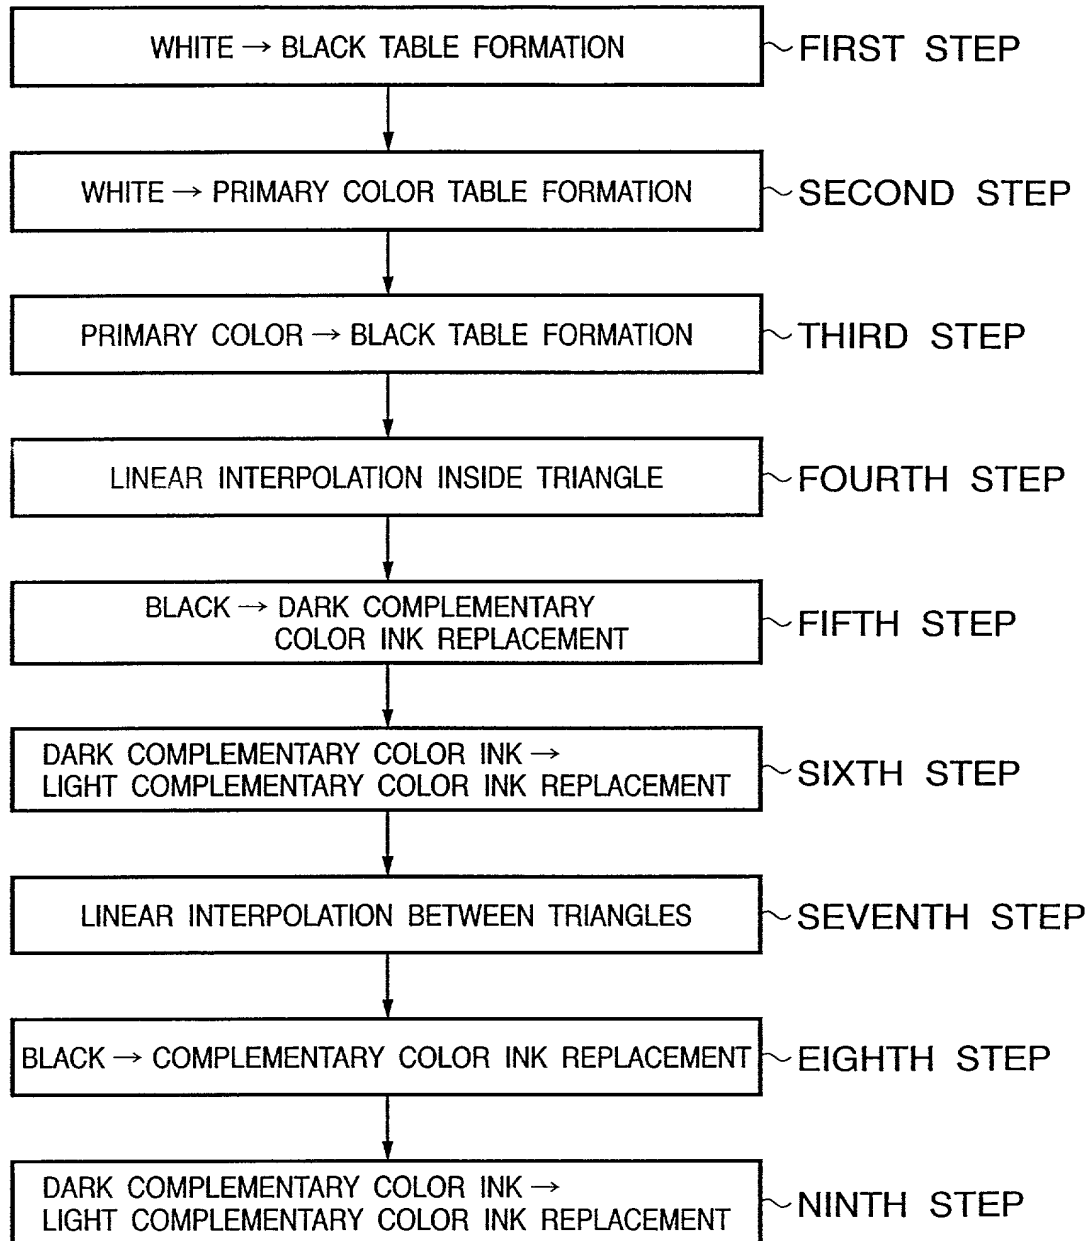 WHITE → BLACK TABLE FORMATION FIRST STEP
WHITE → PRIMARY COLOR TABLE FORMATION SECOND STEP
PRIMARY COLOR → BLACK TABLE FORMATION THIRD STEP
LINEAR INTERPOLATION INSIDE TRIANGLE FOURTH STEP
BLACK → DARK COMPLEMENTARY
COLOR INK REPLACEMENT
FIFTH STEP
DARK COMPLEMENTARY COLOR INK →
LIGHT COMPLEMENTARY COLOR INK REPLACEMENT
SIXTH STEP
LINEAR INTERPOLATION BETWEEN TRIANGLES SEVENTH STEP
BLACK → COMPLEMENTARY COLOR INK REPLACEMENT EIGHTH STEP
DARK COMPLEMENTARY COLOR INK →
LIGHT COMPLEMENTARY COLOR INK REPLACEMENT
NINTH STEP